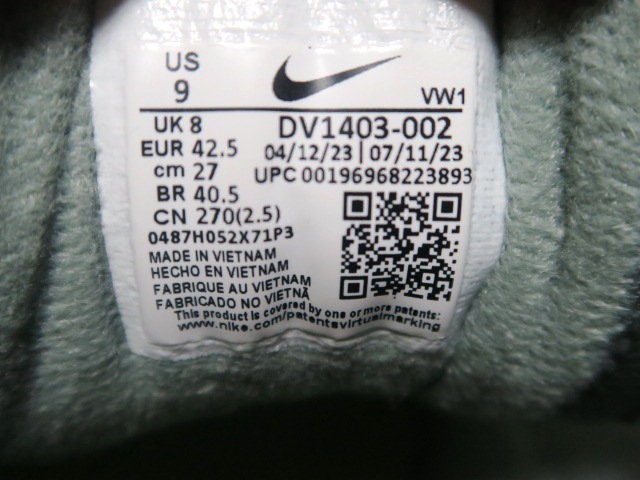 US
9
VW1
UK 8
DV1403-002
EUR 42.5
04/12/23 | 07/11/23
cm 27
UPC 00196968223893
BR 40.5
CN 270(2.5)
0487H052X71P3
MADE IN VIETNAM
HECHO EN VIETNAM
FABRIQUE AU VIETNAM
FABRICADO NO VIETNÃ
This product is covered by one or more patents:
www.nike.com/patentsvirtualmarking